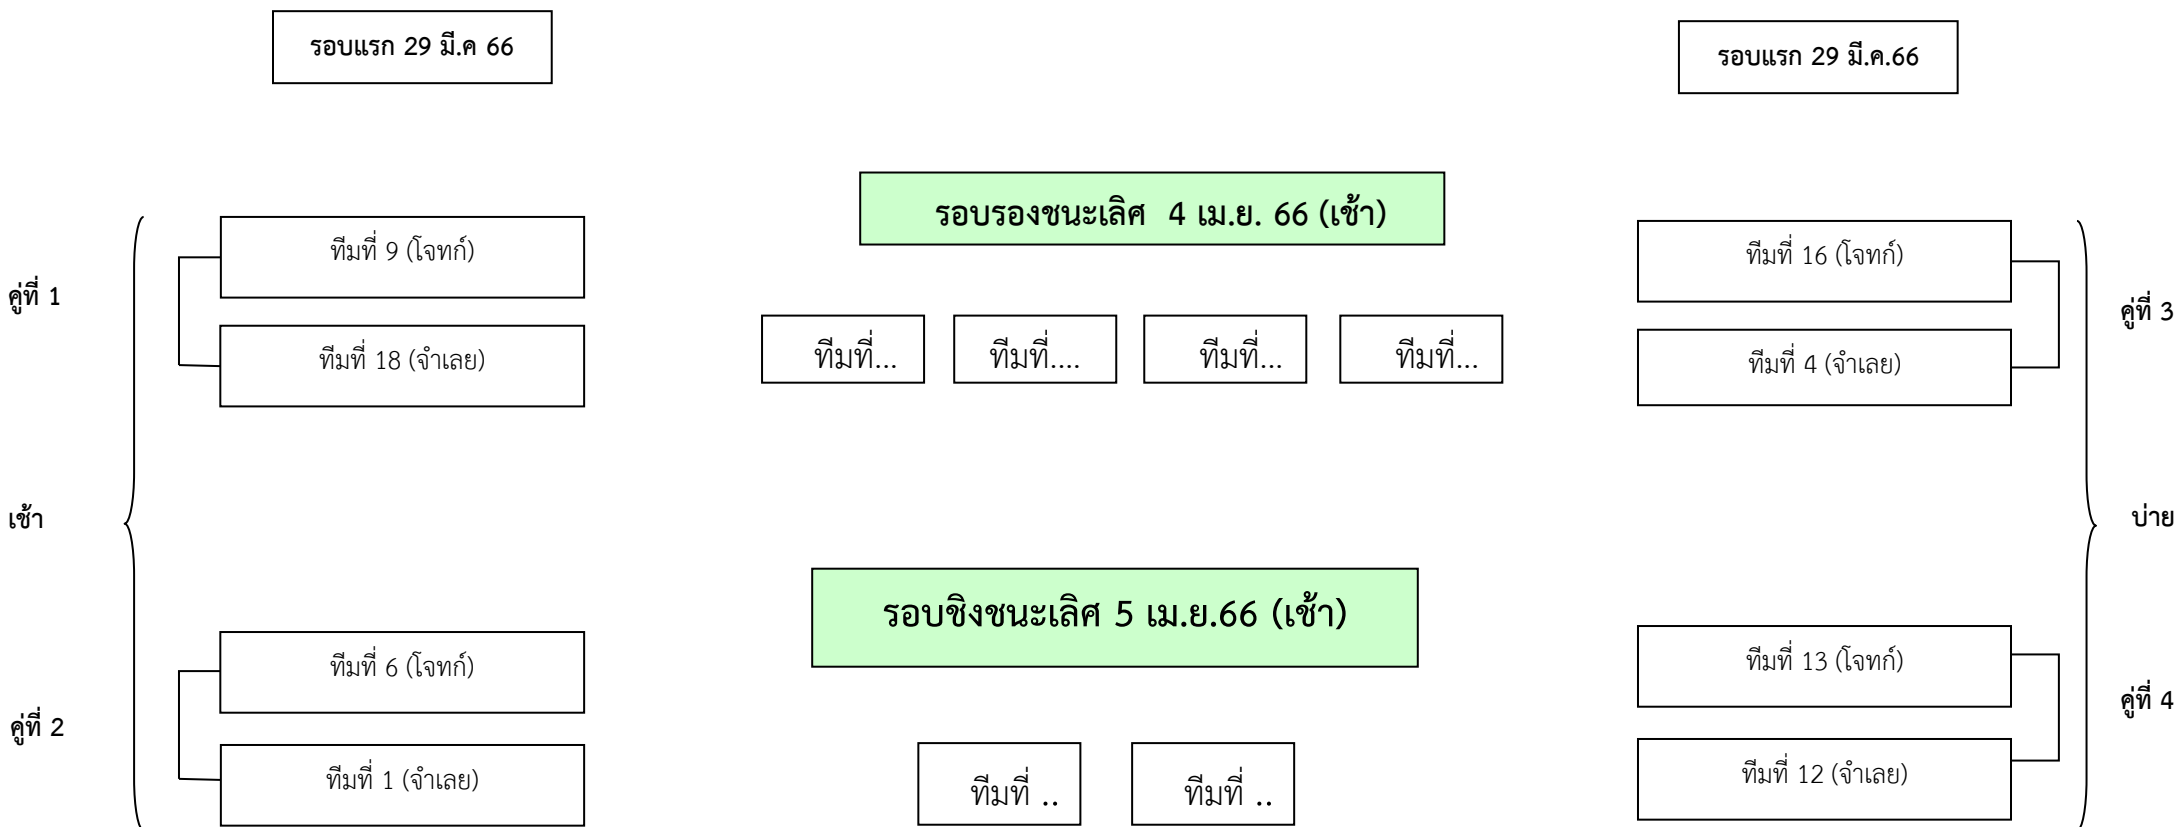 รอบแรก 29 มี.ค 66
รอบแรก 29 มี.ค.66
รอบรองชนะเลิศ 4 เม.ย. 66 (เช้า)
ทีมที่ 9 (โจทก์)
ทีมที่ 16 (โจทก์)
คู่ที่ 1
คู่ที่ 3
ทีมที่ 18 (จำเลย)
ทีมที่... ทีมที่.... ทีมที่... ทีมที่...
ทีมที่ 4 (จำเลย)
เช้า
บ่าย
รอบชิงชนะเลิศ 5 เม.ย.66 (เช้า)
ทีมที่ 6 (โจทก์)
ทีมที่ 13 (โจทก์)
คู่ที่ 2
คู่ที่ 4
ทีมที่ 1 (จำเลย)
ทีมที่ .. ทีมที่ ..
ทีมที่ 12 (จำเลย)